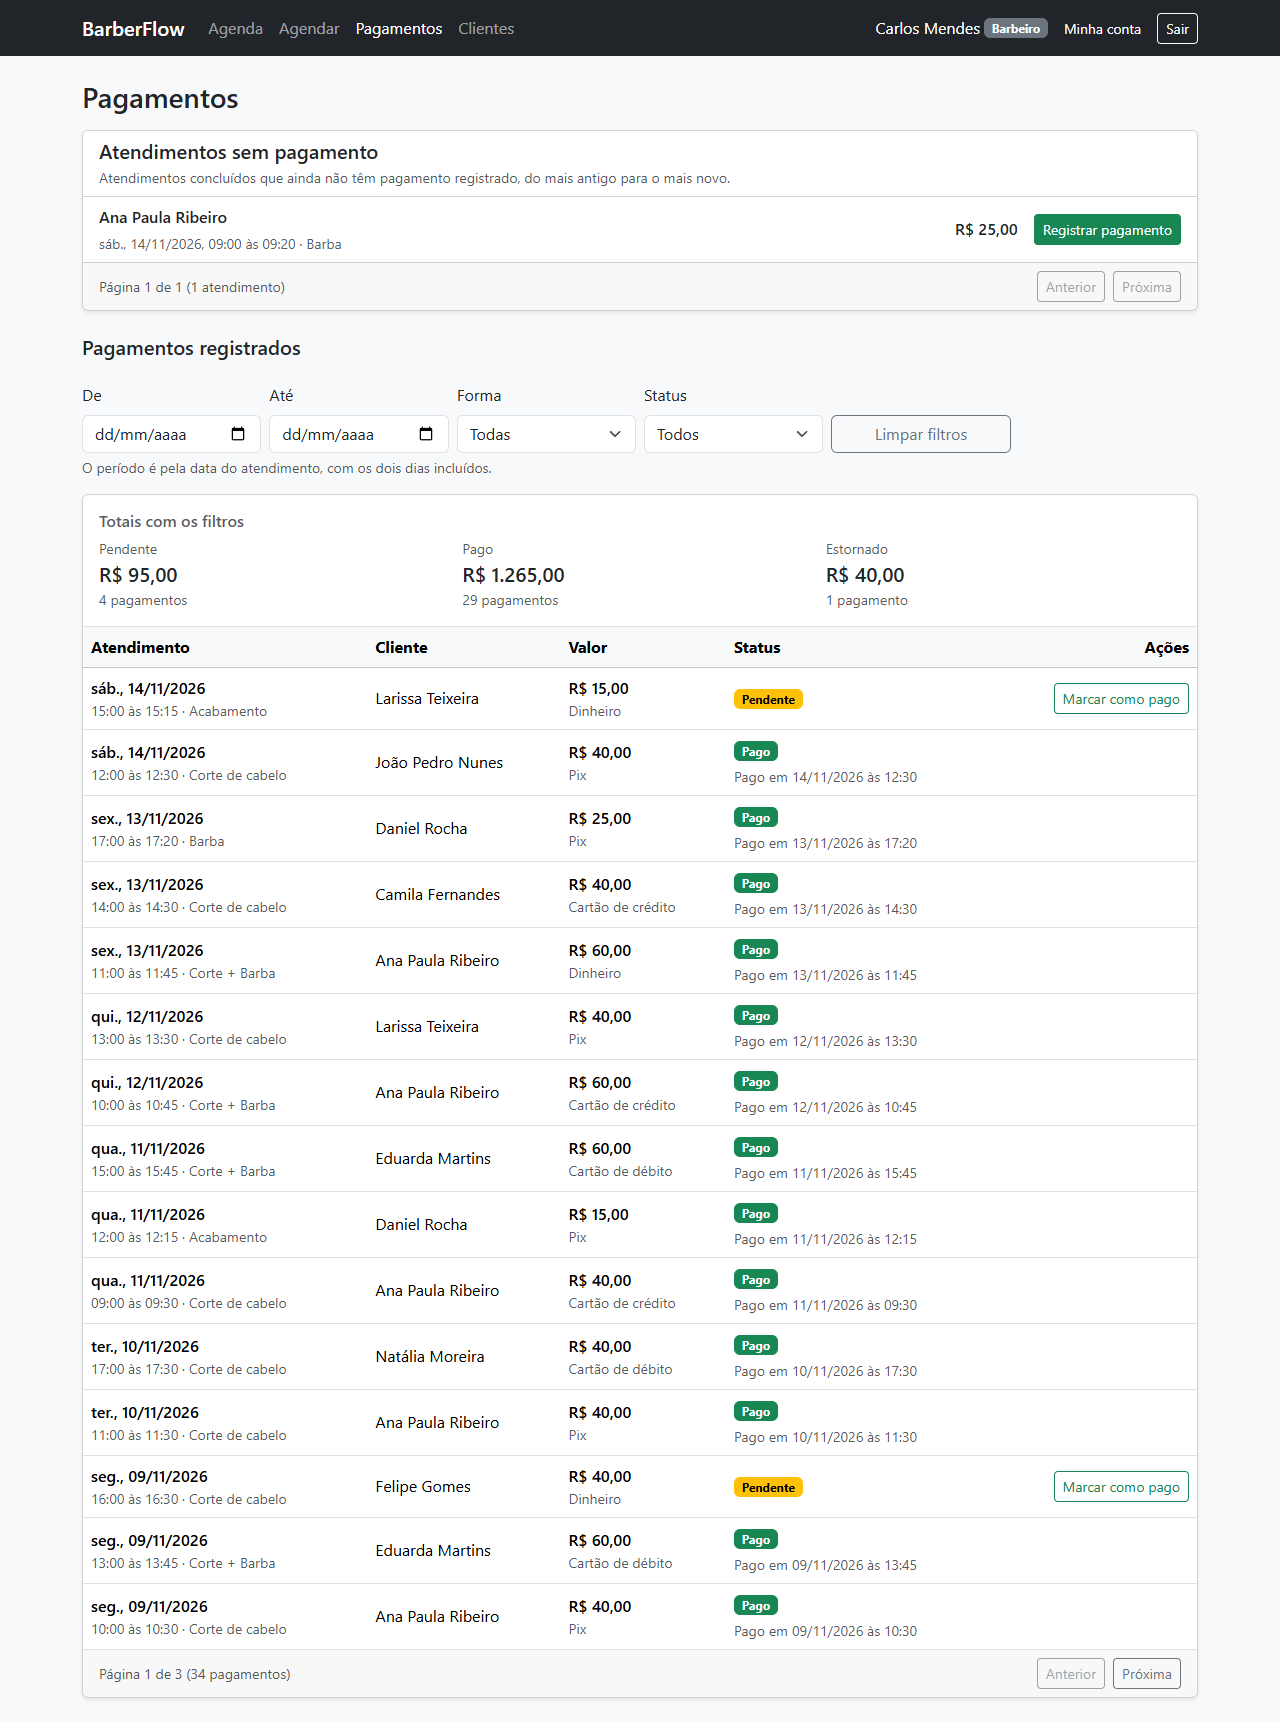 BarberFlow Agenda Agendar Pagamentos Clientes Carlos Mendes Barbeiro Minha conta Sair
Pagamentos
Atendimentos sem pagamento
Atendimentos concluídos que ainda não têm pagamento registrado, do mais antigo para o mais novo.
Ana Paula Ribeiro
sáb., 14/11/2026, 09:00 às 09:20 · Barba
R$ 25,00 Registrar pagamento
Página 1 de 1 (1 atendimento) Anterior Próxima
Pagamentos registrados
De Até Forma Status
dd/mm/aaaa dd/mm/aaaa Todas Todos Limpar filtros
O período é pela data do atendimento, com os dois dias incluídos.
Totais com os filtros
Pendente Pago Estornado
R$ 95,00 R$ 1.265,00 R$ 40,00
4 pagamentos 29 pagamentos 1 pagamento
Atendimento Cliente Valor Status Ações
sáb., 14/11/2026 Larissa Teixeira R$ 15,00 Pendente Marcar como pago
15:00 às 15:15 · Acabamento Dinheiro
sáb., 14/11/2026 João Pedro Nunes R$ 40,00 Pago
12:00 às 12:30 · Corte de cabelo Pix Pago em 14/11/2026 às 12:30
sex., 13/11/2026 Daniel Rocha R$ 25,00 Pago
17:00 às 17:20 · Barba Pix Pago em 13/11/2026 às 17:20
sex., 13/11/2026 Camila Fernandes R$ 40,00 Pago
14:00 às 14:30 · Corte de cabelo Cartão de crédito Pago em 13/11/2026 às 14:30
sex., 13/11/2026 Ana Paula Ribeiro R$ 60,00 Pago
11:00 às 11:45 · Corte + Barba Dinheiro Pago em 13/11/2026 às 11:45
qui., 12/11/2026 Larissa Teixeira R$ 40,00 Pago
13:00 às 13:30 · Corte de cabelo Pix Pago em 12/11/2026 às 13:30
qui., 12/11/2026 Ana Paula Ribeiro R$ 60,00 Pago
10:00 às 10:45 · Corte + Barba Cartão de crédito Pago em 12/11/2026 às 10:45
qua., 11/11/2026 Eduarda Martins R$ 60,00 Pago
15:00 às 15:45 · Corte + Barba Cartão de débito Pago em 11/11/2026 às 15:45
qua., 11/11/2026 Daniel Rocha R$ 15,00 Pago
12:00 às 12:15 · Acabamento Pix Pago em 11/11/2026 às 12:15
qua., 11/11/2026 Ana Paula Ribeiro R$ 40,00 Pago
09:00 às 09:30 · Corte de cabelo Cartão de crédito Pago em 11/11/2026 às 09:30
ter., 10/11/2026 Natália Moreira R$ 40,00 Pago
17:00 às 17:30 · Corte de cabelo Cartão de débito Pago em 10/11/2026 às 17:30
ter., 10/11/2026 Ana Paula Ribeiro R$ 40,00 Pago
11:00 às 11:30 · Corte de cabelo Pix Pago em 10/11/2026 às 11:30
seg., 09/11/2026 Felipe Gomes R$ 40,00 Pendente Marcar como pago
16:00 às 16:30 · Corte de cabelo Dinheiro
seg., 09/11/2026 Eduarda Martins R$ 60,00 Pago
13:00 às 13:45 · Corte + Barba Cartão de débito Pago em 09/11/2026 às 13:45
seg., 09/11/2026 Ana Paula Ribeiro R$ 40,00 Pago
10:00 às 10:30 · Corte de cabelo Pix Pago em 09/11/2026 às 10:30
Página 1 de 3 (34 pagamentos) Anterior Próxima